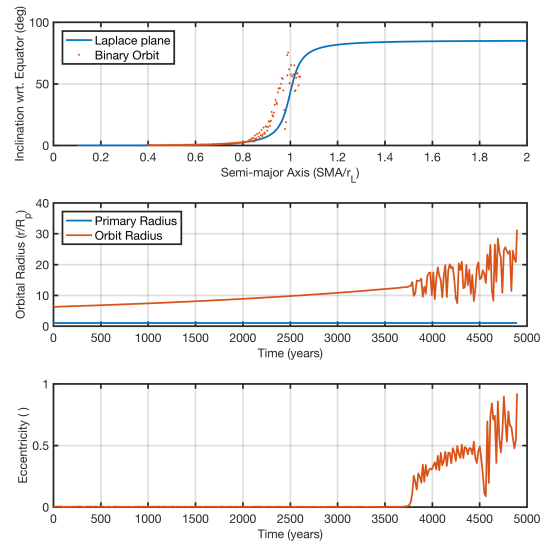 100
50
0
Inclination wrt. Equator (deg)
Laplace plane
Binary Orbit
0 0.2 0.4 0.6 0.8 1 1.2 1.4 1.6 1.8 2
Semi-major Axis (SMA/r_L)
40
30
20
10
0
Orbital Radius (r/R_p)
Primary Radius
Orbit Radius
0 500 1000 1500 2000 2500 3000 3500 4000 4500 5000
Time (years)
1
0.5
0
Eccentricity ( )
0 500 1000 1500 2000 2500 3000 3500 4000 4500 5000
Time (years)